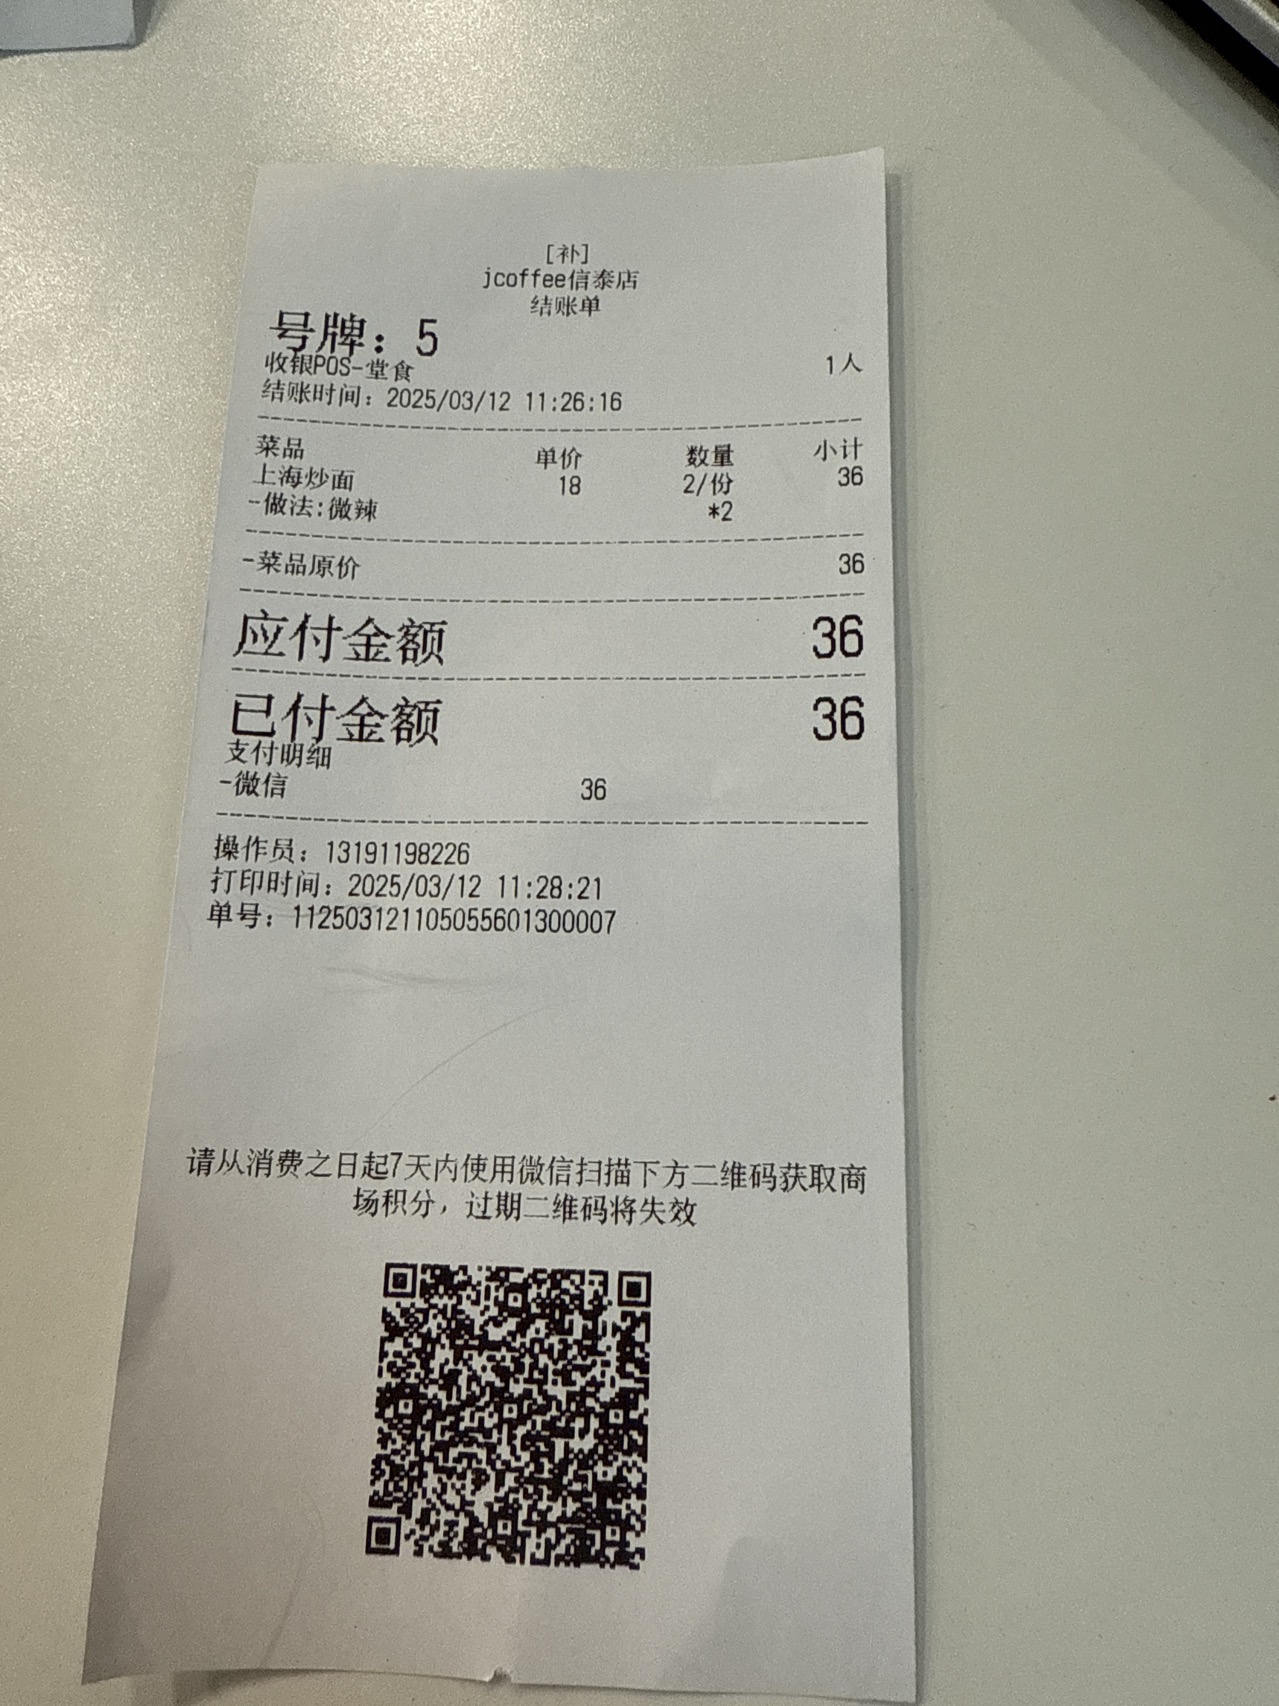 [补]
jcoffee信泰店
结账单
号牌：5
收银POS-堂食 1人
结账时间：2025/03/12 11:26:16
菜品 单价 数量 小计
上海炒面 18 2/份 36
-做法:微辣 *2
-菜品原价 36
应付金额 36
已付金额 36
支付明细
-微信 36
操作员：13191198226
打印时间：2025/03/12 11:28:21
单号：112503121105055601300007
请从消费之日起7天内使用微信扫描下方二维码获取商
场积分，过期二维码将失效